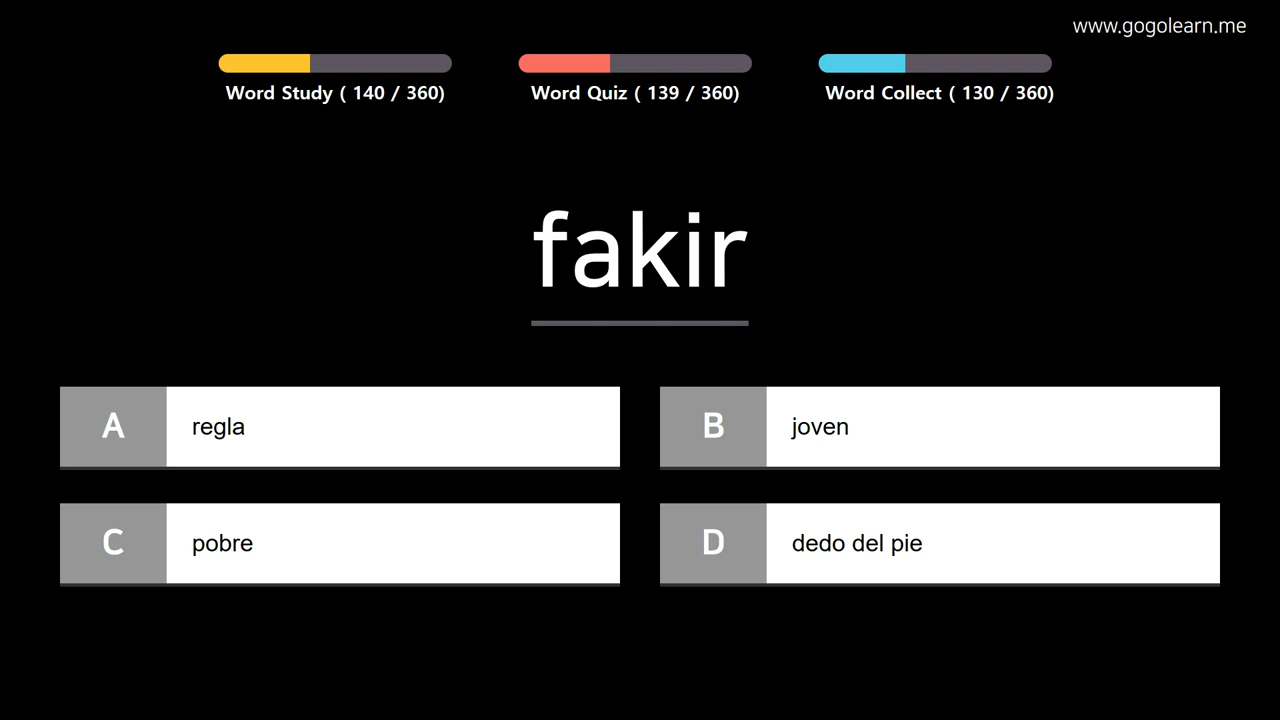 www.gogolearn.me
Word Study ( 140 / 360)
Word Quiz ( 139 / 360)
Word Collect ( 130 / 360)
fakir
A regla
B joven
C pobre
D dedo del pie